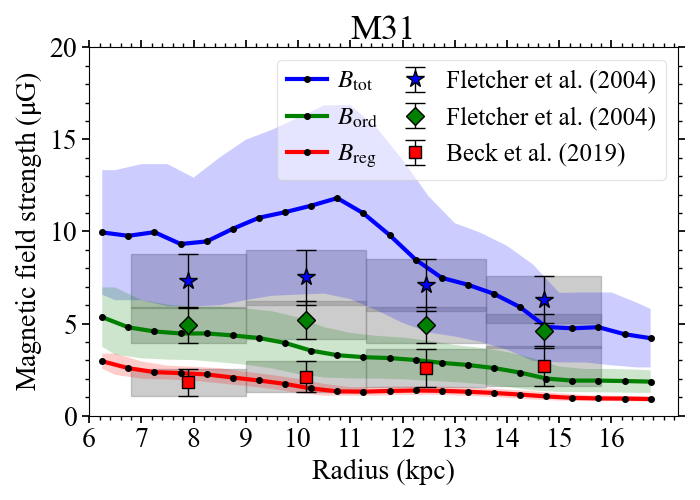 M31
Magnetic field strength (μG)
20
15
10
5
0
B_tot
B_ord
B_reg
Fletcher et al. (2004)
Fletcher et al. (2004)
Beck et al. (2019)
6 7 8 9 10 11 12 13 14 15 16
Radius (kpc)